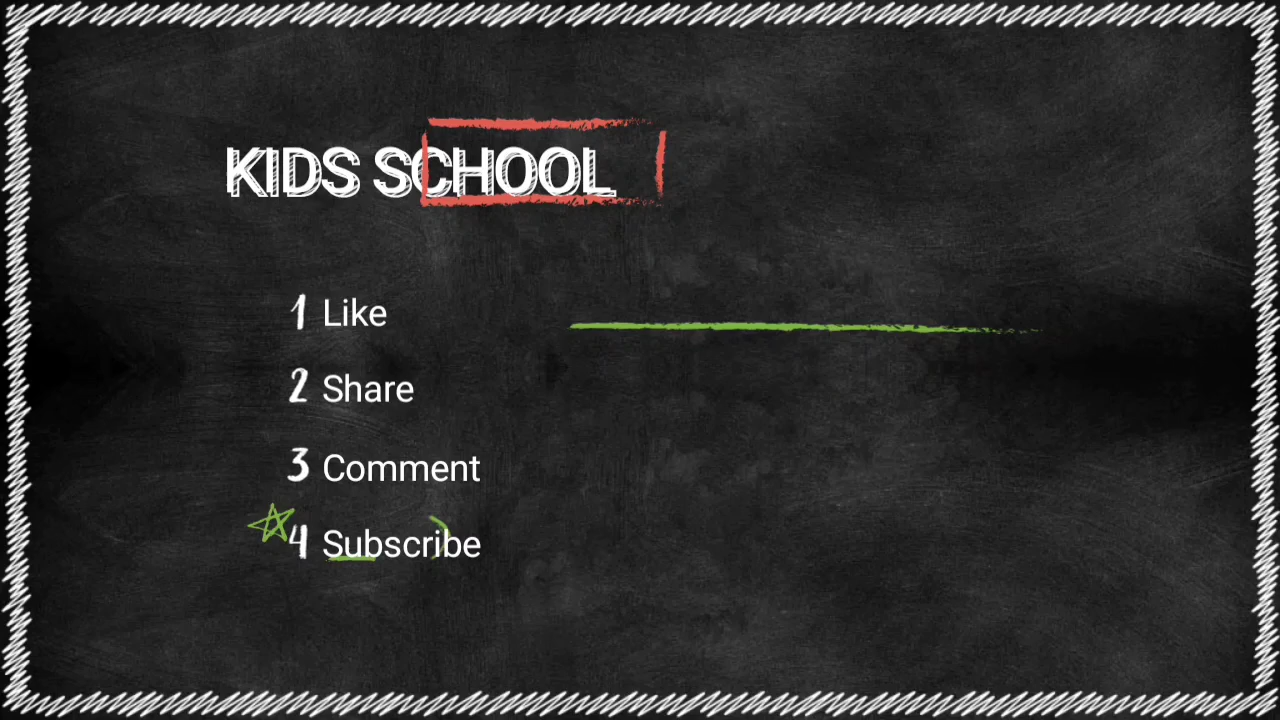 KIDS SCHOOL
1 Like
2 Share
3 Comment
4 Subscribe